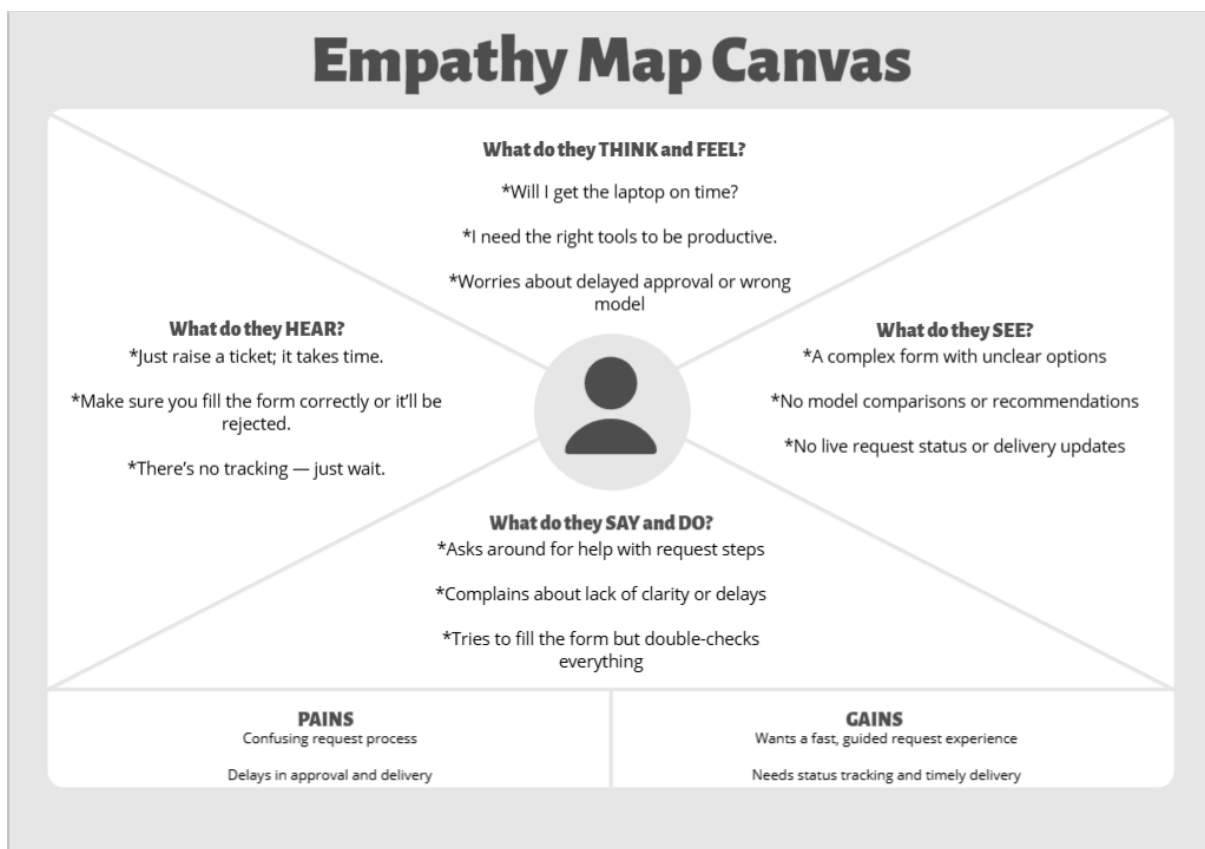 Empathy Map Canvas
What do they THINK and FEEL?
*Will I get the laptop on time?
*I need the right tools to be productive.
*Worries about delayed approval or wrong
model
What do they HEAR?
*Just raise a ticket; it takes time.
*Make sure you fill the form correctly or it’ll be
rejected.
*There’s no tracking — just wait.
What do they SEE?
*A complex form with unclear options
*No model comparisons or recommendations
*No live request status or delivery updates
What do they SAY and DO?
*Asks around for help with request steps
*Complains about lack of clarity or delays
*Tries to fill the form but double-checks
everything
PAINS
Confusing request process
Delays in approval and delivery
GAINS
Wants a fast, guided request experience
Needs status tracking and timely delivery